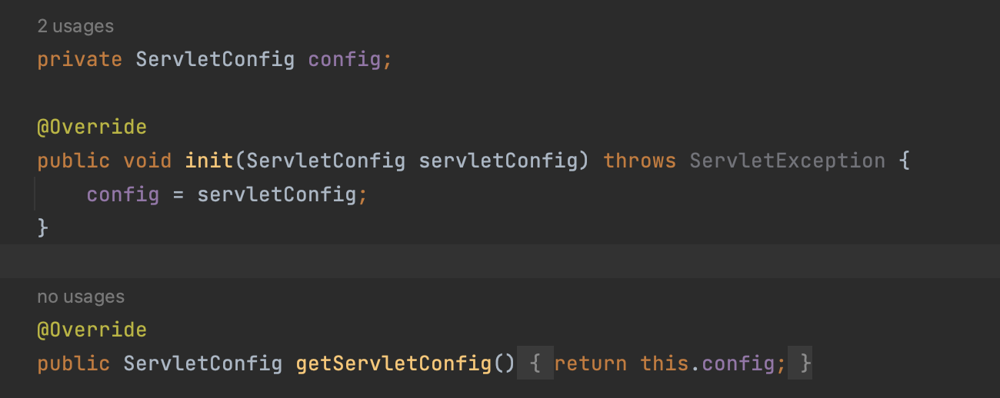 2 usages
private ServletConfig config;
@Override
public void init(ServletConfig servletConfig) throws ServletException {
config = servletConfig;
}
no usages
@Override
public ServletConfig getServletConfig() { return this.config; }